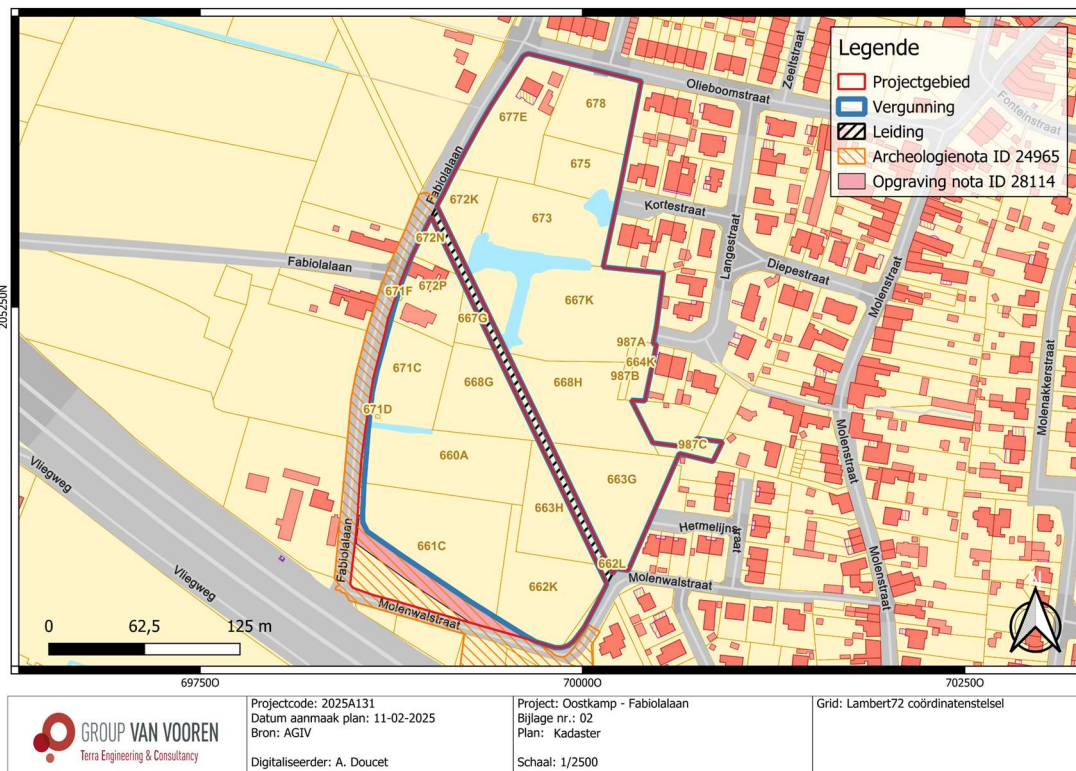 Legende
Projectgebied
Vergunning
Leiding
Archeologienota ID 24965
Opgraving nota ID 28114
Olieboomstraat
Zeeltstraat
Fonteinstraat
678
677E
675
Fabiolalaan
672K
673
Kortestraat
Langestraat
672N
Diepestraat
Molenstraat
Fabiolalaan
671F
672P
667K
205250N
667G
987A
664K
671C
668G
668H
987B
Molenakkerstraat
671D
987C
Molenstraat
660A
663G
Vliegweg
663H
Hermelijnstraat
661C
662L
Fabiolalaan
Vliegweg
662K
Molenwalstraat
Molenstraat
Molenwalstraat
N
0 62,5 125 m
697500 700000 702500
GROUP VAN VOOREN
Terra Engineering & Consultancy
Projectcode: 2025A131
Datum aanmaak plan: 11-02-2025
Bron: AGIV
Digitaliseerder: A. Doucet
Project: Oostkamp - Fabiolalaan
Bijlage nr.: 02
Plan: Kadaster
Schaal: 1/2500
Grid: Lambert72 coördinatenstelsel